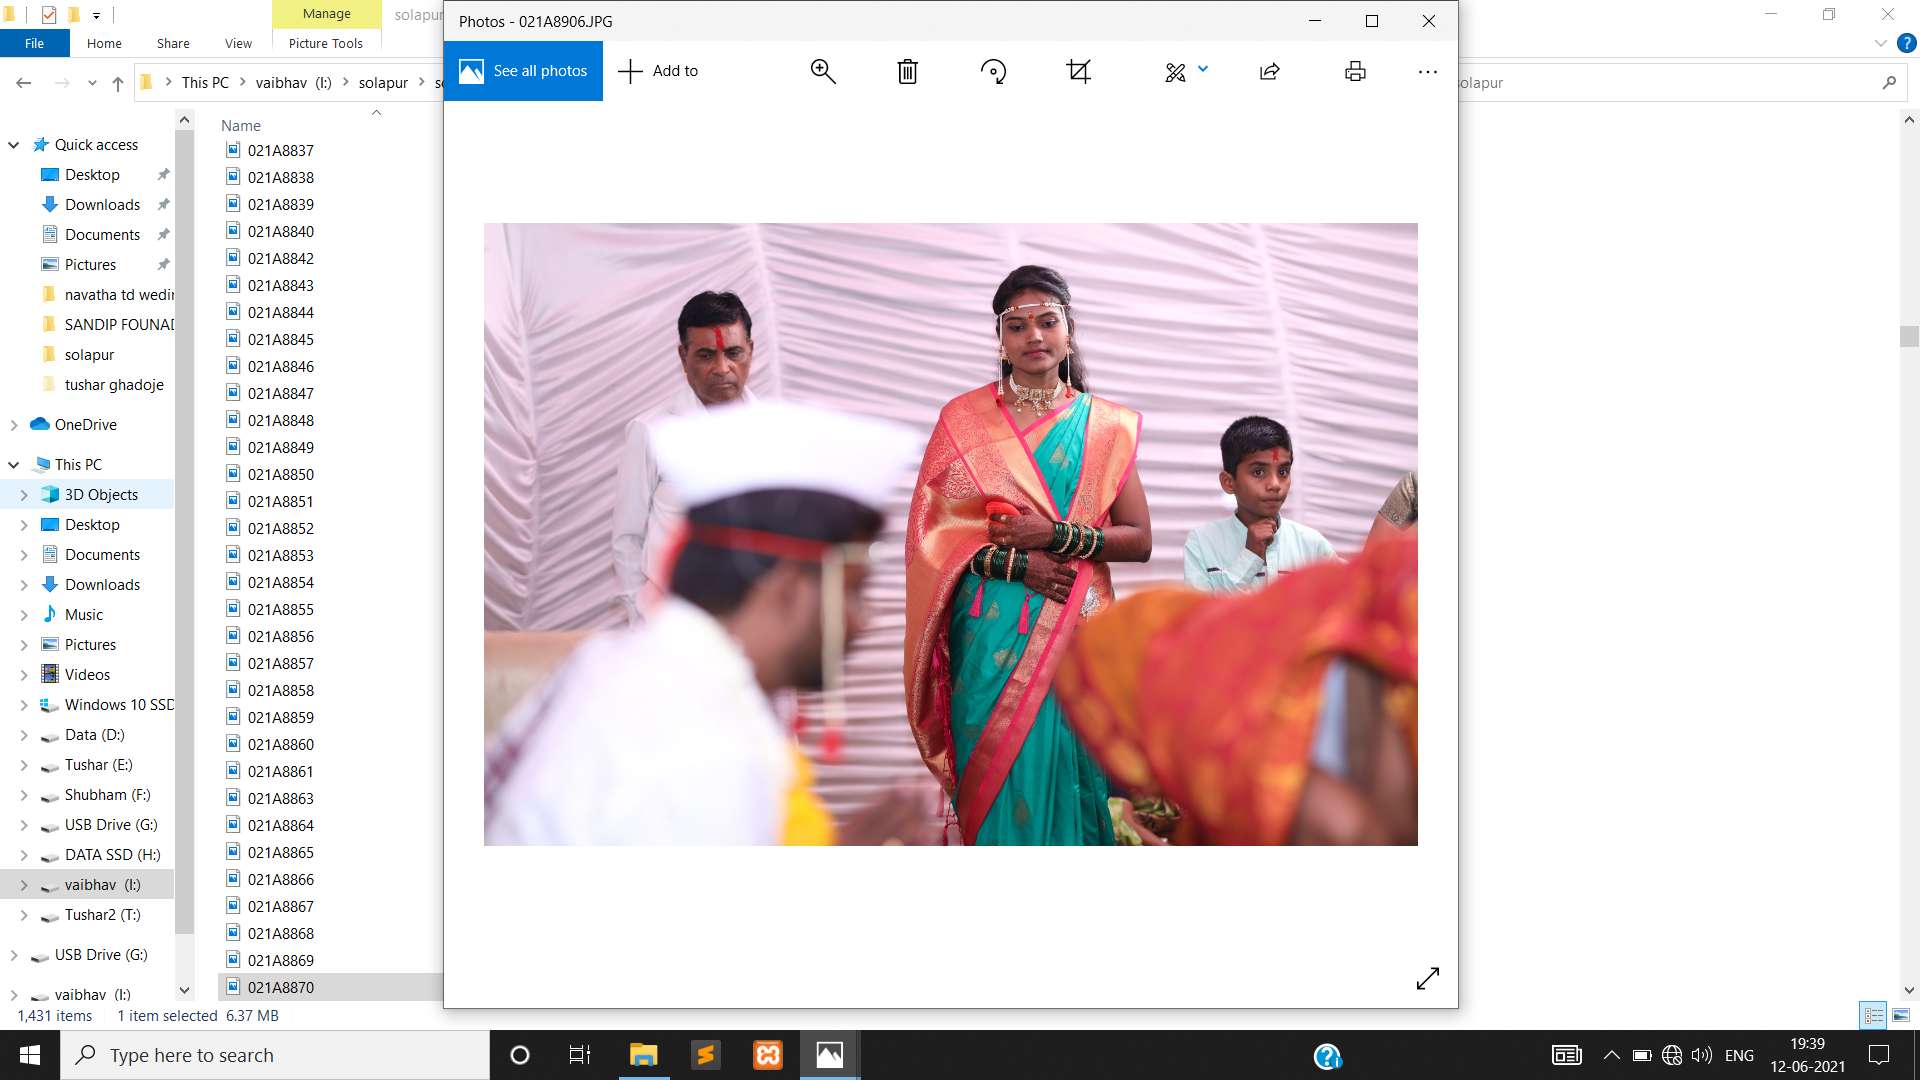 Manage
solapur
File
Home
Share
View
Picture Tools
This PC
vaibhav (I:)
solapur
solapur
Photos - 021A8906.JPG
See all photos
Add to
Name
Quick access
Desktop
Downloads
Documents
Pictures
navatha td
SANDIP
solapur
tushar ghadoje
OneDrive
This PC
3D Objects
Desktop
Documents
Downloads
Music
Pictures
Videos
Windows 10 SSD
Data (D:)
Tushar (E:)
Shubham (F:)
USB Drive (G:)
DATA SSD (H:)
vaibhav (I:)
Tushar2 (T:)
USB Drive (G:)
vaibhav (I:)
021A8837
021A8838
021A8839
021A8840
021A8842
021A8843
021A8844
021A8845
021A8846
021A8847
021A8848
021A8849
021A8850
021A8851
021A8852
021A8853
021A8854
021A8855
021A8856
021A8857
021A8858
021A8859
021A8860
021A8861
021A8863
021A8864
021A8865
021A8866
021A8867
021A8868
021A8869
021A8870
1,431 items
1 item selected 6.37 MB
Type here to search
ENG
19:39
12-06-2021